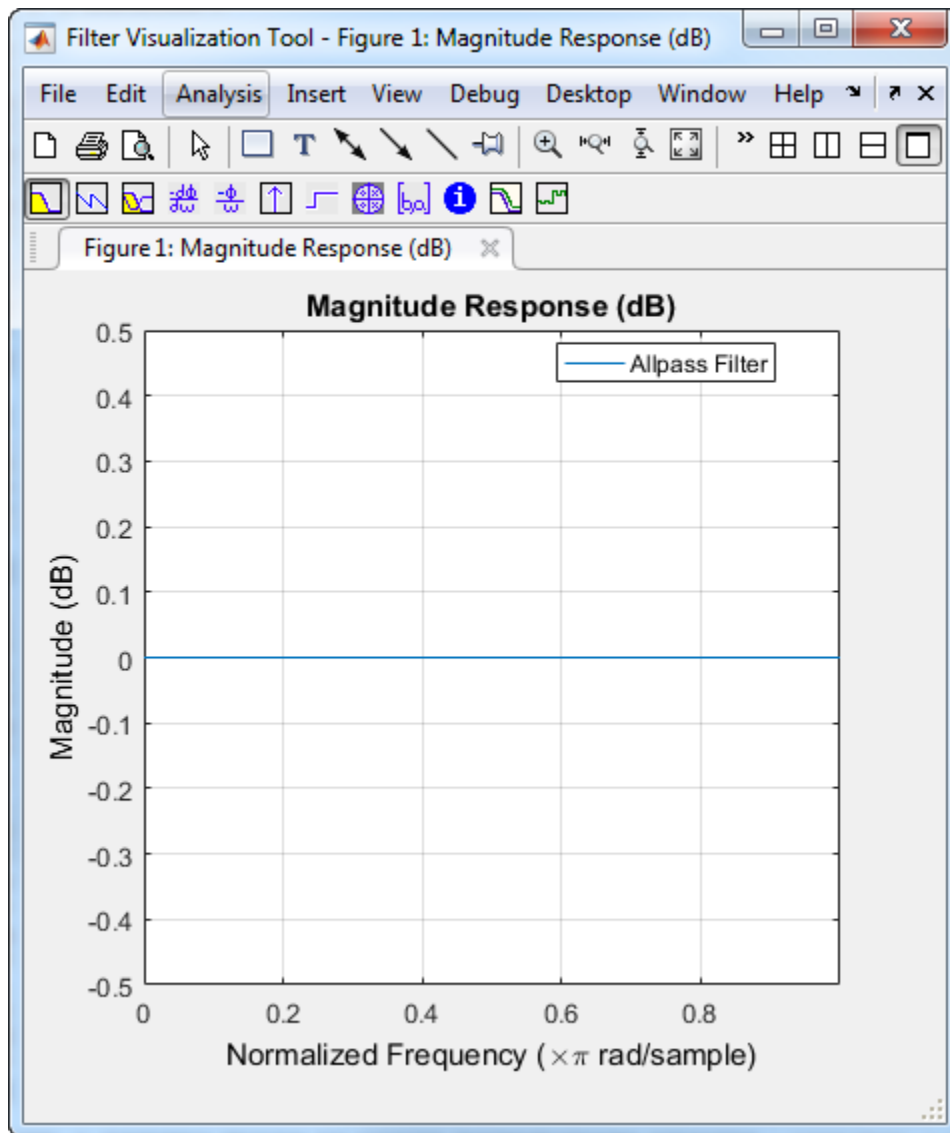 Filter Visualization Tool - Figure 1: Magnitude Response (dB)
File Edit Analysis Insert View Debug Desktop Window Help
Figure 1: Magnitude Response (dB)
Magnitude Response (dB)
Allpass Filter
0.5
0.4
0.3
0.2
0.1
0
-0.1
-0.2
-0.3
-0.4
-0.5
Magnitude (dB)
0 0.2 0.4 0.6 0.8
Normalized Frequency (×π rad/sample)